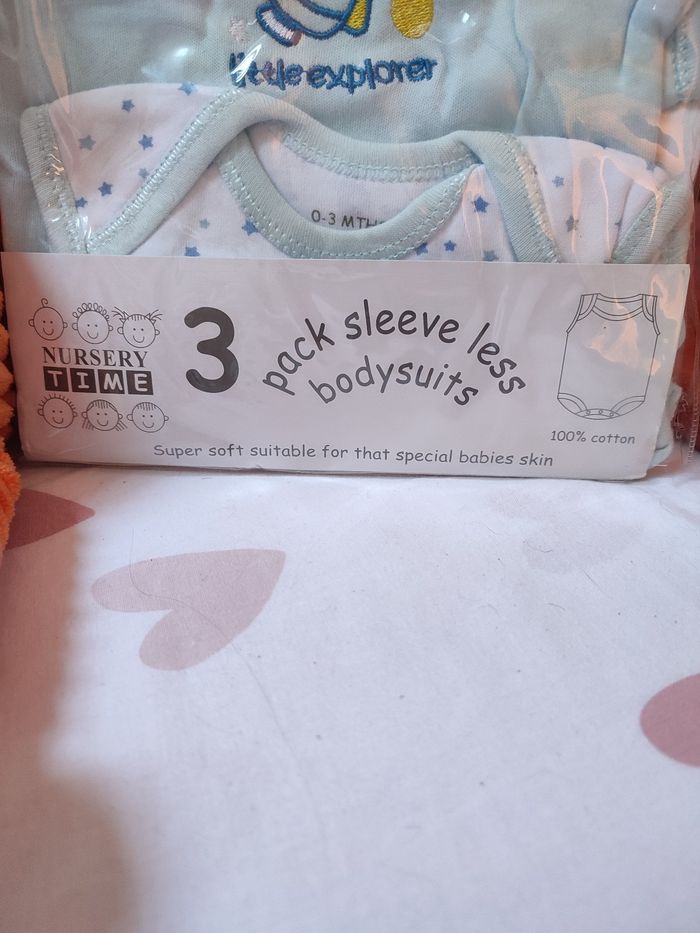 little explorer
0-3 MTH
NURSERY
TIME
3
pack sleeve less
bodysuits
100% cotton
Super soft suitable for that special babies skin